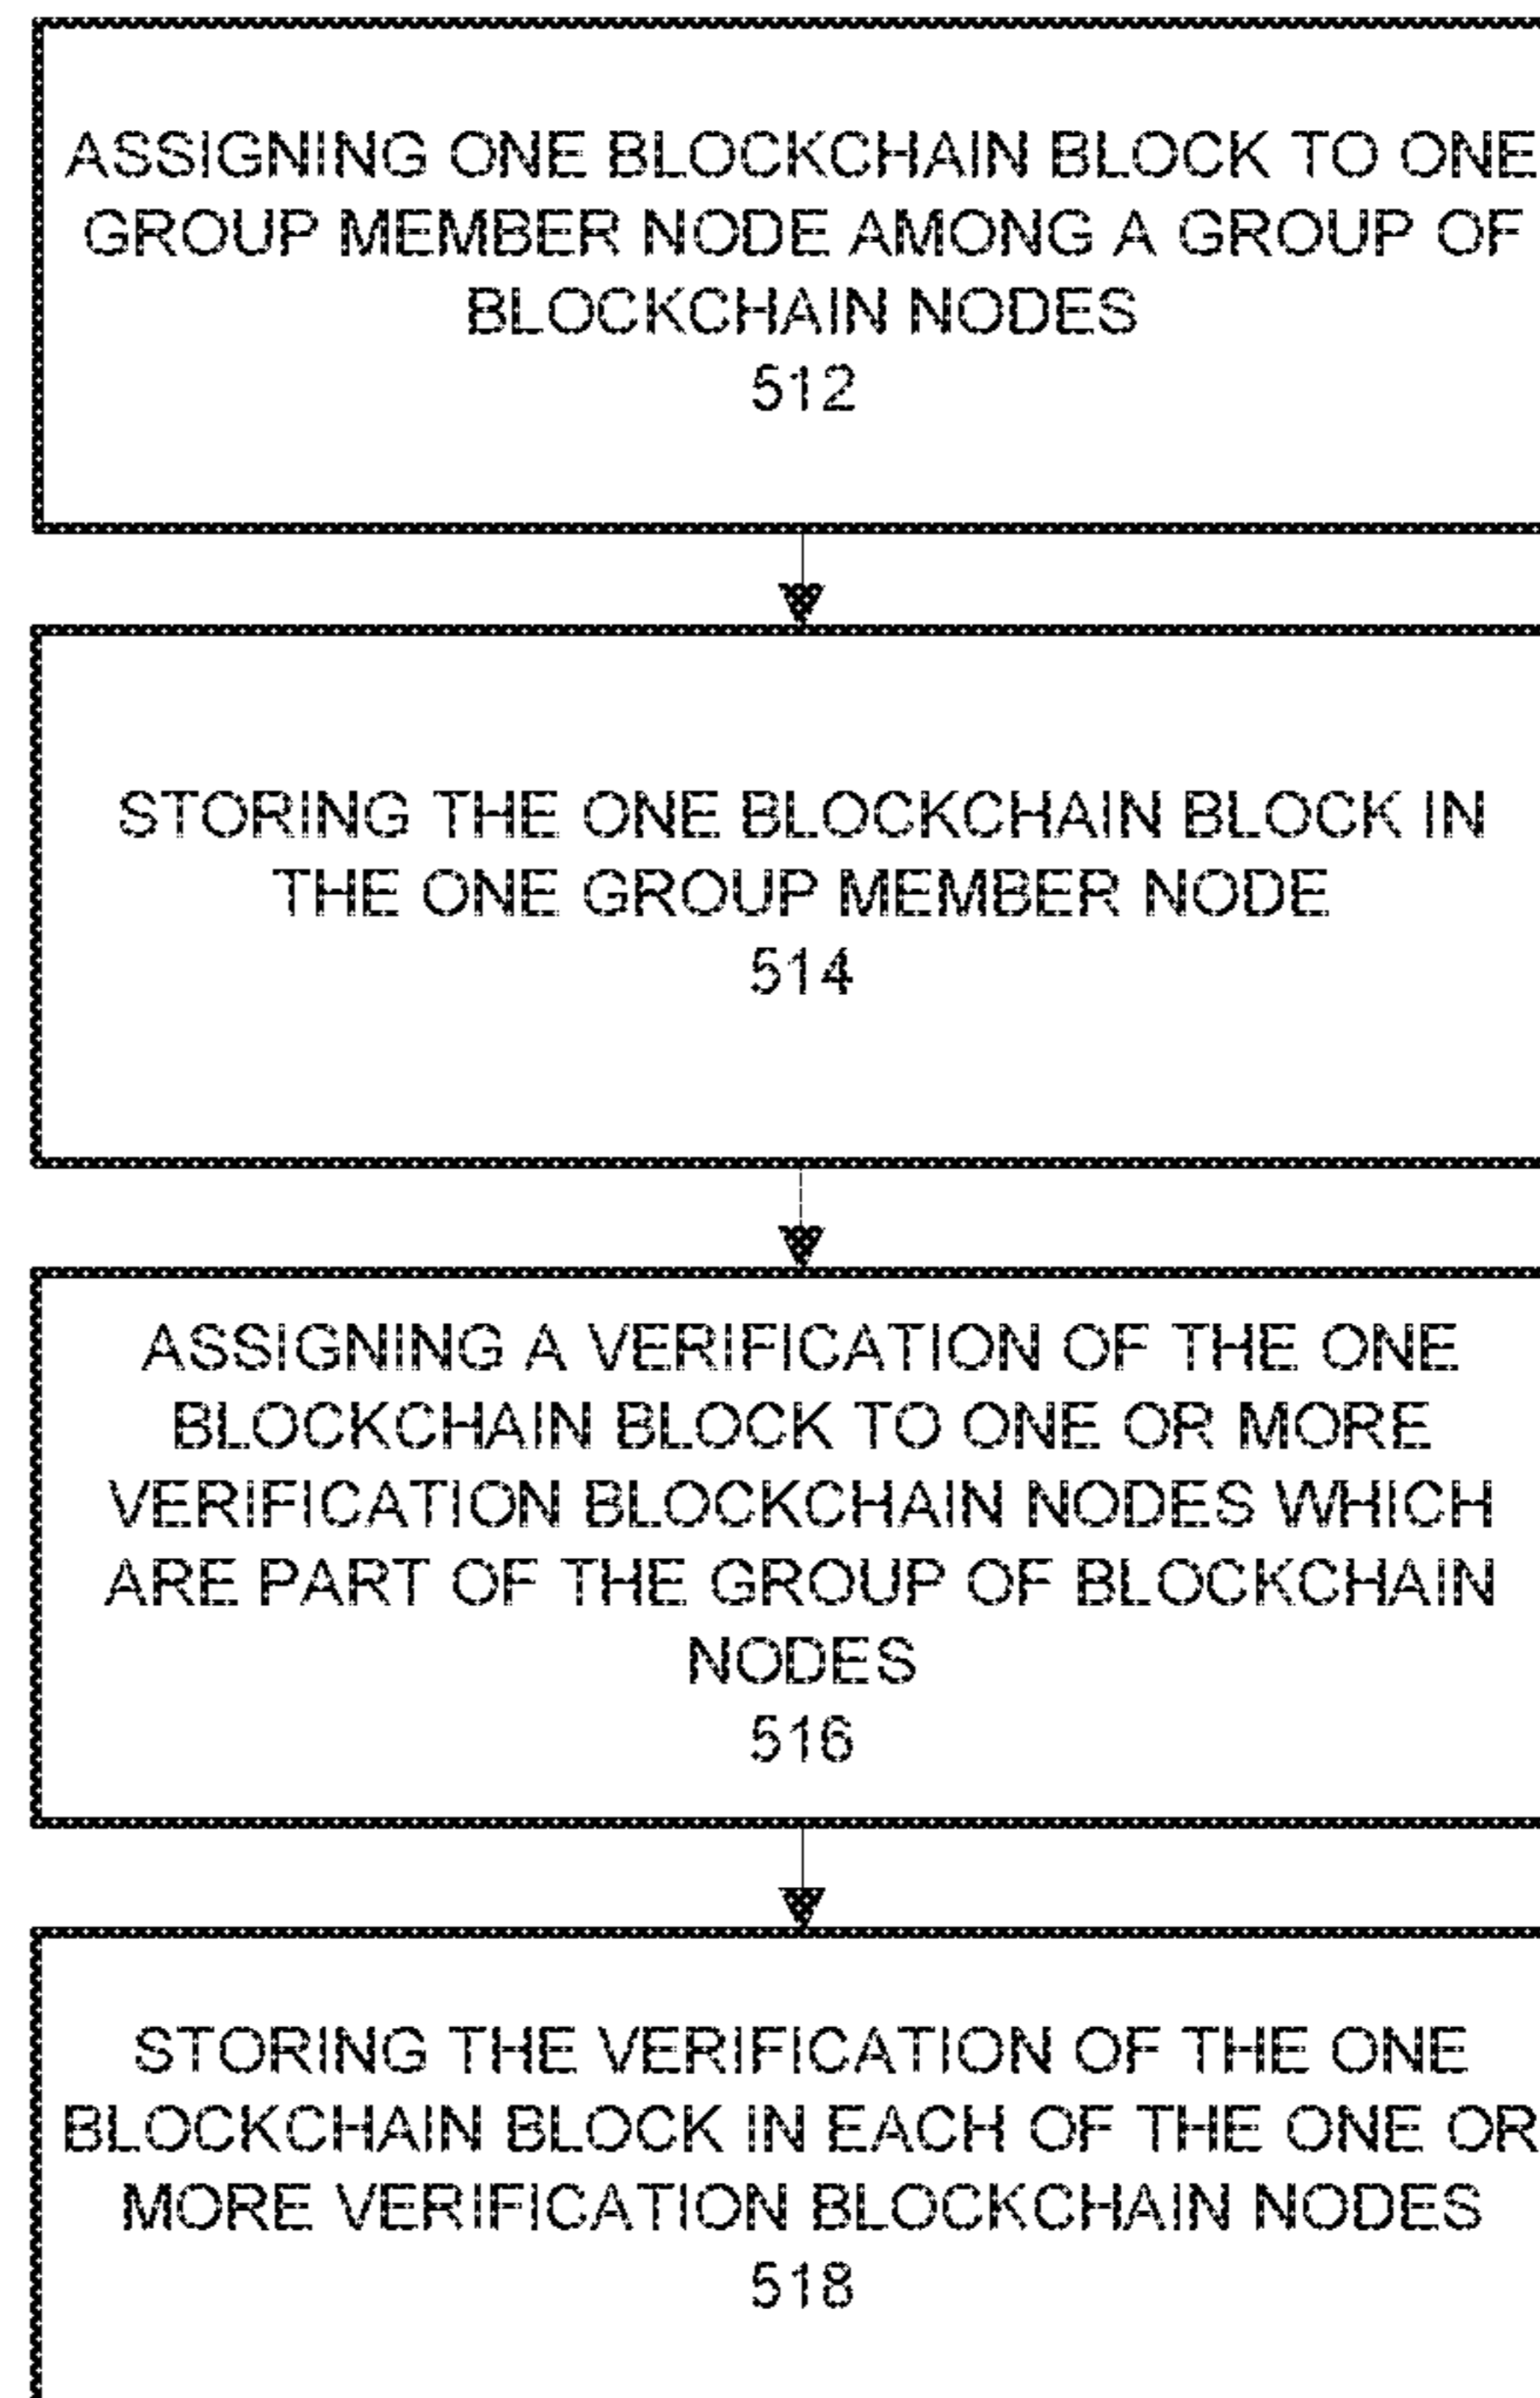 ASSIGNING ONE BLOCKCHAIN BLOCK TO ONE
GROUP MEMBER NODE AMONG A GROUP OF
BLOCKCHAIN NODES
512
STORING THE ONE BLOCKCHAIN BLOCK IN
THE ONE GROUP MEMBER NODE
514
ASSIGNING A VERIFICATION OF THE ONE
BLOCKCHAIN BLOCK TO ONE OR MORE
VERIFICATION BLOCKCHAIN NODES WHICH
ARE PART OF THE GROUP OF BLOCKCHAIN
NODES
516
STORING THE VERIFICATION OF THE ONE
BLOCKCHAIN BLOCK IN EACH OF THE ONE OR
MORE VERIFICATION BLOCKCHAIN NODES
518